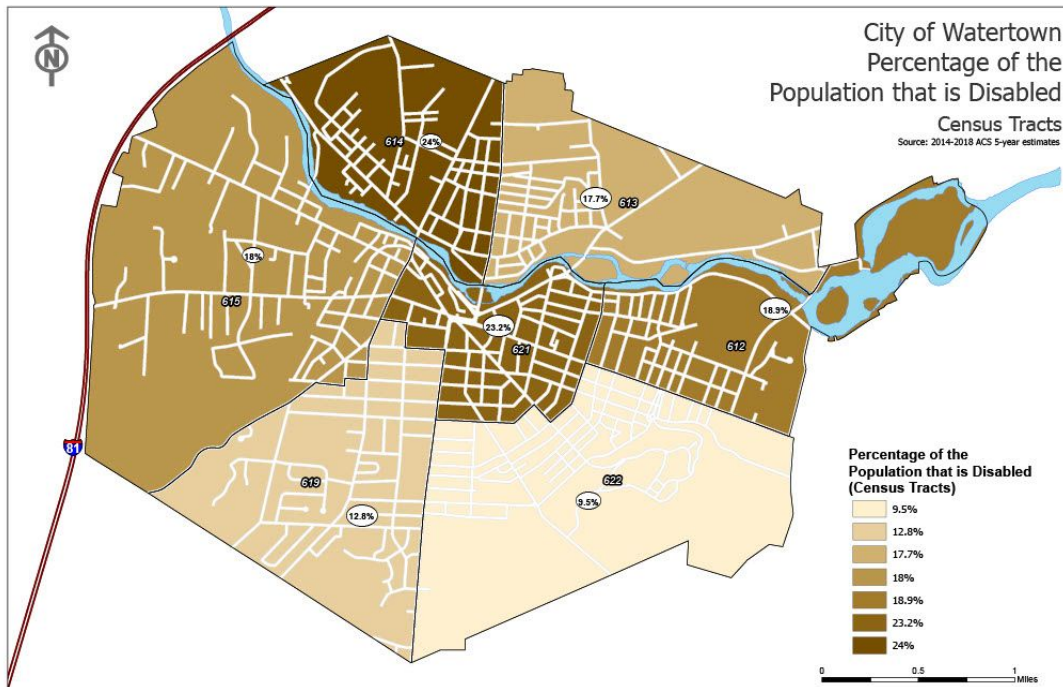 N
City of Watertown
Percentage of the
Population that is Disabled
Census Tracts
Source: 2014-2018 ACS 5-year estimates
614
24%
17.7%
613
18%
615
23.2%
621
18.9%
612
81
619
12.8%
622
9.5%
Percentage of the
Population that is Disabled
(Census Tracts)
9.5%
12.8%
17.7%
18%
18.9%
23.2%
24%
0 0.5 1
Miles